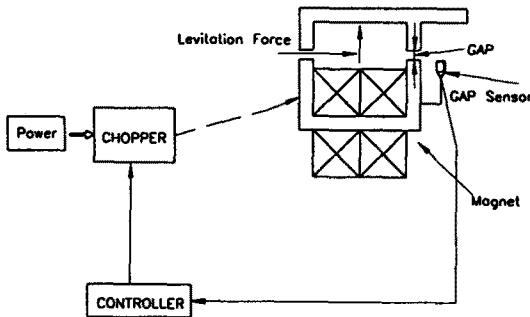 Levitation Force
GAP
GAP Sensor
Power
CHOPPER
Magnet
CONTROLLER